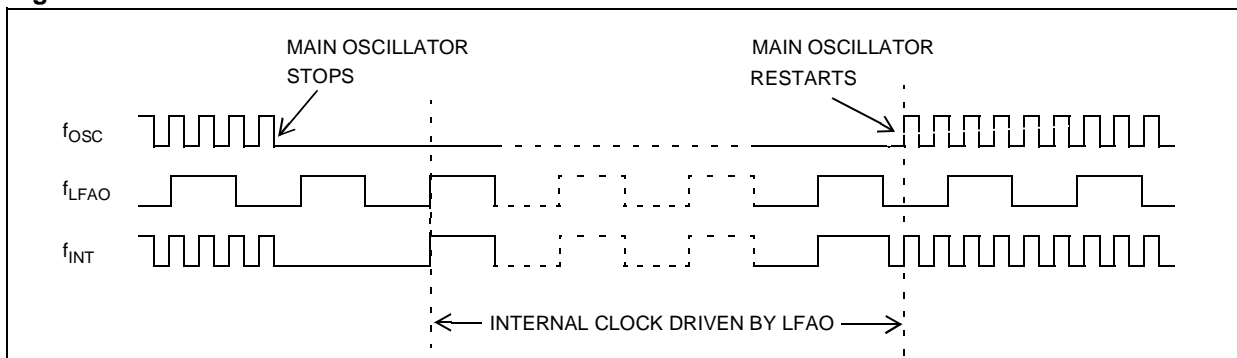 MAIN OSCILLATOR
STOPS
MAIN OSCILLATOR
RESTARTS
fOSC
fLFAO
fINT
INTERNAL CLOCK DRIVEN BY LFAO